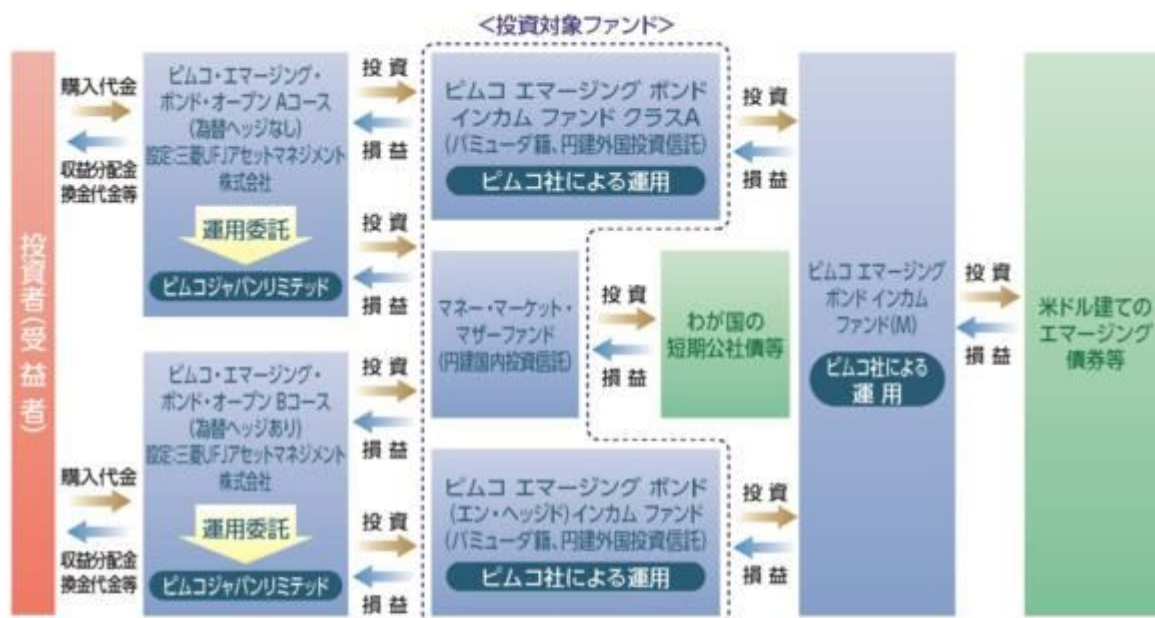 <投資対象ファンド>
投資者(受益者)
購入代金
収益分配金
換金代金等
ピムコ・エマージング・
ボンド・オープン Aコース
(為替ヘッジなし)
設定:三菱UFJアセットマネジメント
株式会社
運用委託
ピムコジャパンリミテッド
投資
損益
投資
損益
ピムコ エマージング ボンド
インカム ファンド クラスA
(バミューダ籍、円建外国投資信託)
ピムコ社による運用
投資
損益
マネー・マーケット・
マザーファンド
(円建国内投資信託)
投資
損益
わが国の
短期公社債等
ピムコ エマージング
ボンド インカム
ファンド(M)
ピムコ社による
運用
投資
損益
米ドル建ての
エマージング
債券等
購入代金
収益分配金
換金代金等
ピムコ・エマージング・
ボンド・オープン Bコース
(為替ヘッジあり)
設定:三菱UFJアセットマネジメント
株式会社
運用委託
ピムコジャパンリミテッド
投資
損益
投資
損益
ピムコ エマージング ボンド
(エン・ヘッジド)インカム ファンド
(バミューダ籍、円建外国投資信託)
ピムコ社による運用
投資
損益